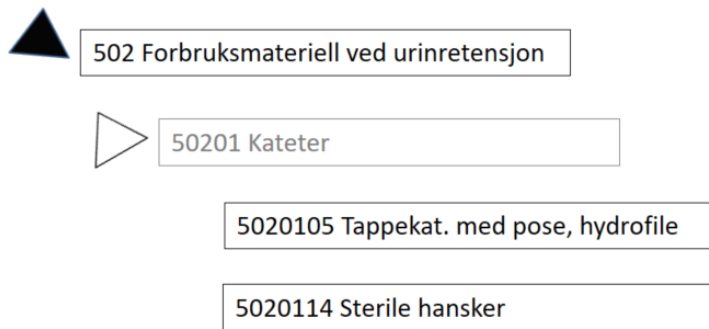 502 Forbruksmateriell ved urinretensjon
50201 Kateter
5020105 Tappekat. med pose, hydrofile
5020114 Sterile hansker